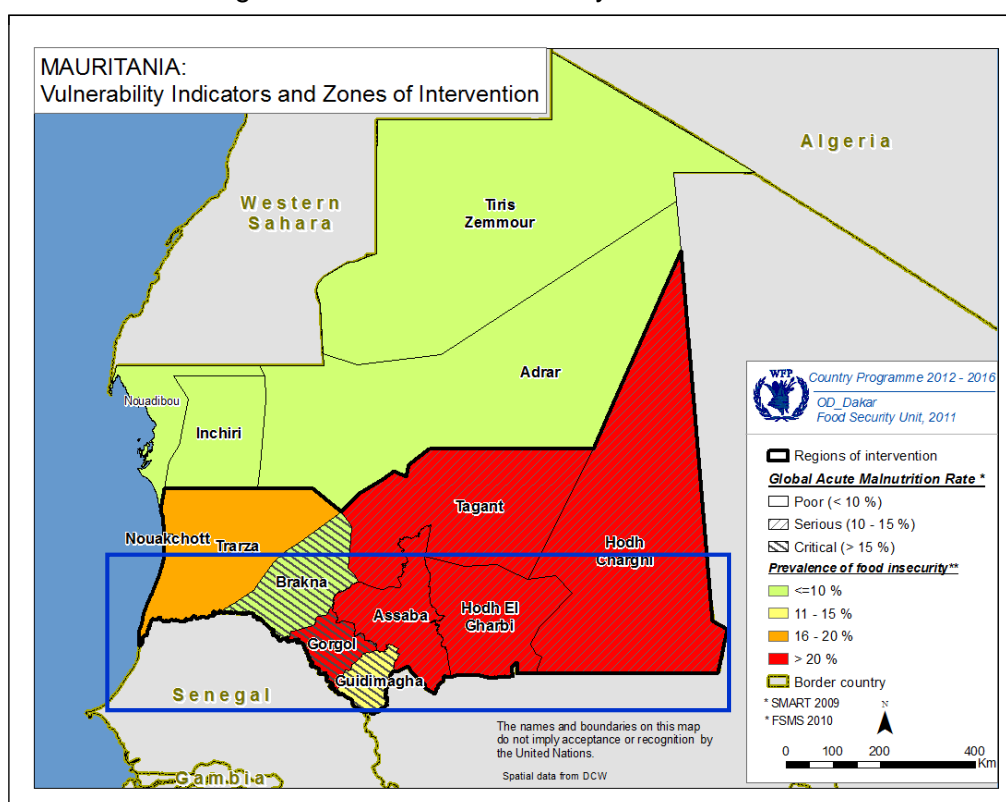 MAURITANIA:
Vulnerability Indicators and Zones of Intervention
Algeria
Western
Sahara
Tiris
Zemmour
Adrar
Nouadibou
Inchiri
Tagant
Nouakchott
Trarza
Hodh
Charghi
Brakna
Assaba
Hodh El
Gharbi
Gorgol
Guidimagha
Senegal
Gambia
WFP
Country Programme 2012 - 2016
OD_Dakar
Food Security Unit, 2011
Regions of intervention
Global Acute Malnutrition Rate *
Poor (< 10 %)
Serious (10 - 15 %)
Critical (> 15 %)
Prevalence of food insecurity**
<=10 %
11 - 15 %
16 - 20 %
> 20 %
Border country
* SMART 2009
* FSMS 2010
N
0 100 200 400
Km
The names and boundaries on this map
do not imply acceptance or recognition by
the United Nations.
Spatial data from DCW